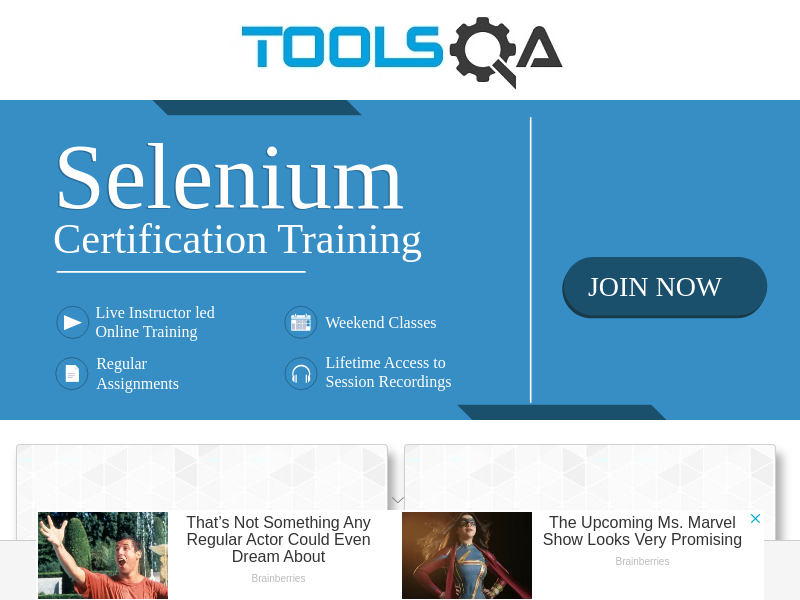 TOOLSQA
Selenium
Certification Training
Live Instructor led
Online Training
Weekend Classes
Regular
Assignments
Lifetime Access to
Session Recordings
JOIN NOW
That's Not Something Any
Regular Actor Could Even
Dream About
Brainberries
The Upcoming Ms. Marvel
Show Looks Very Promising
Brainberries